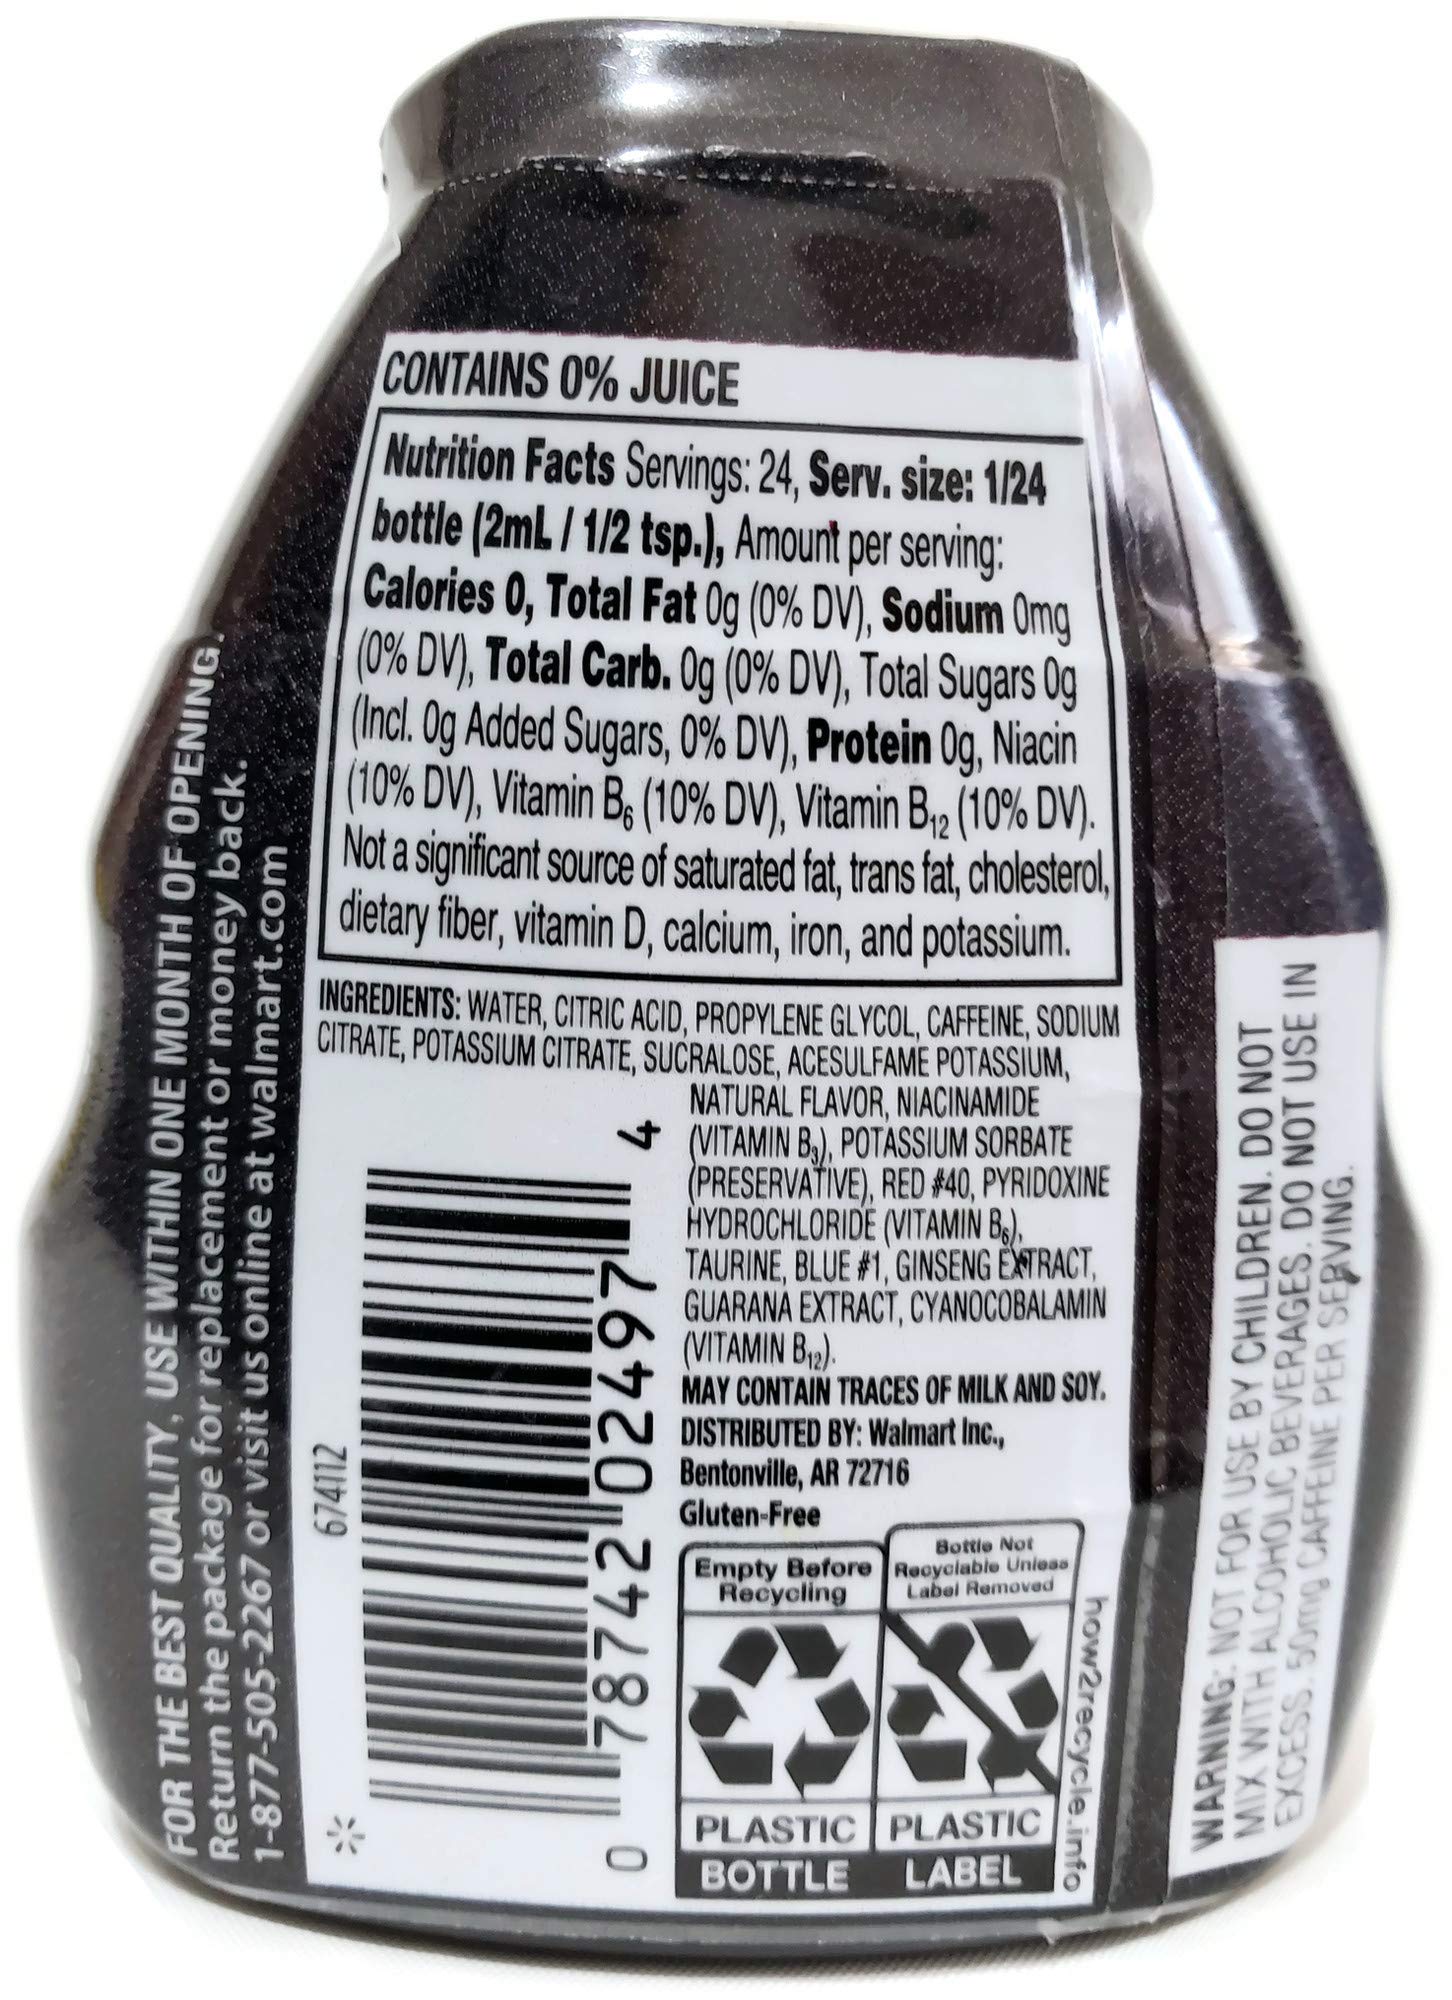 CONTAINS 0% JUICE
Nutrition Facts Servings: 24, Serv. size: 1/24
bottle (2mL / 1/2 tsp.), Amount per serving:
Calories 0, Total Fat 0g (0% DV), Sodium 0mg
(0% DV), Total Carb. 0g (0% DV), Total Sugars 0g
(Incl. 0g Added Sugars, 0% DV), Protein 0g, Niacin
(10% DV), Vitamin B6 (10% DV), Vitamin B12 (10% DV).
Not a significant source of saturated fat, trans fat, cholesterol,
dietary fiber, vitamin D, calcium, iron, and potassium.
INGREDIENTS: WATER, CITRIC ACID, PROPYLENE GLYCOL, CAFFEINE, SODIUM
CITRATE, POTASSIUM CITRATE, SUCRALOSE, ACESULFAME POTASSIUM,
NATURAL FLAVOR, NIACINAMIDE
(VITAMIN B3), POTASSIUM SORBATE
(PRESERVATIVE), RED #40, PYRIDOXINE
HYDROCHLORIDE (VITAMIN B6),
TAURINE, BLUE #1, GINSENG EXTRACT,
GUARANA EXTRACT, CYANOCOBALAMIN
(VITAMIN B12).
MAY CONTAIN TRACES OF MILK AND SOY.
DISTRIBUTED BY: Walmart Inc.,
Bentonville, AR 72716
Gluten-Free
Empty Before
Recycling
PLASTIC
BOTTLE
Bottle Not
Recyclable Unless
Label Removed
PLASTIC
LABEL
how2recycle.info
674112
0 78742 02497 4
FOR THE BEST QUALITY, USE WITHIN ONE MONTH OF OPENING.
Return the package for replacement or money back.
1-877-505-2267 or visit us online at walmart.com
WARNING: NOT FOR USE BY CHILDREN. DO NOT
MIX WITH ALCOHOLIC BEVERAGES. DO NOT USE IN
EXCESS. 50mg CAFFEINE PER SERVING.